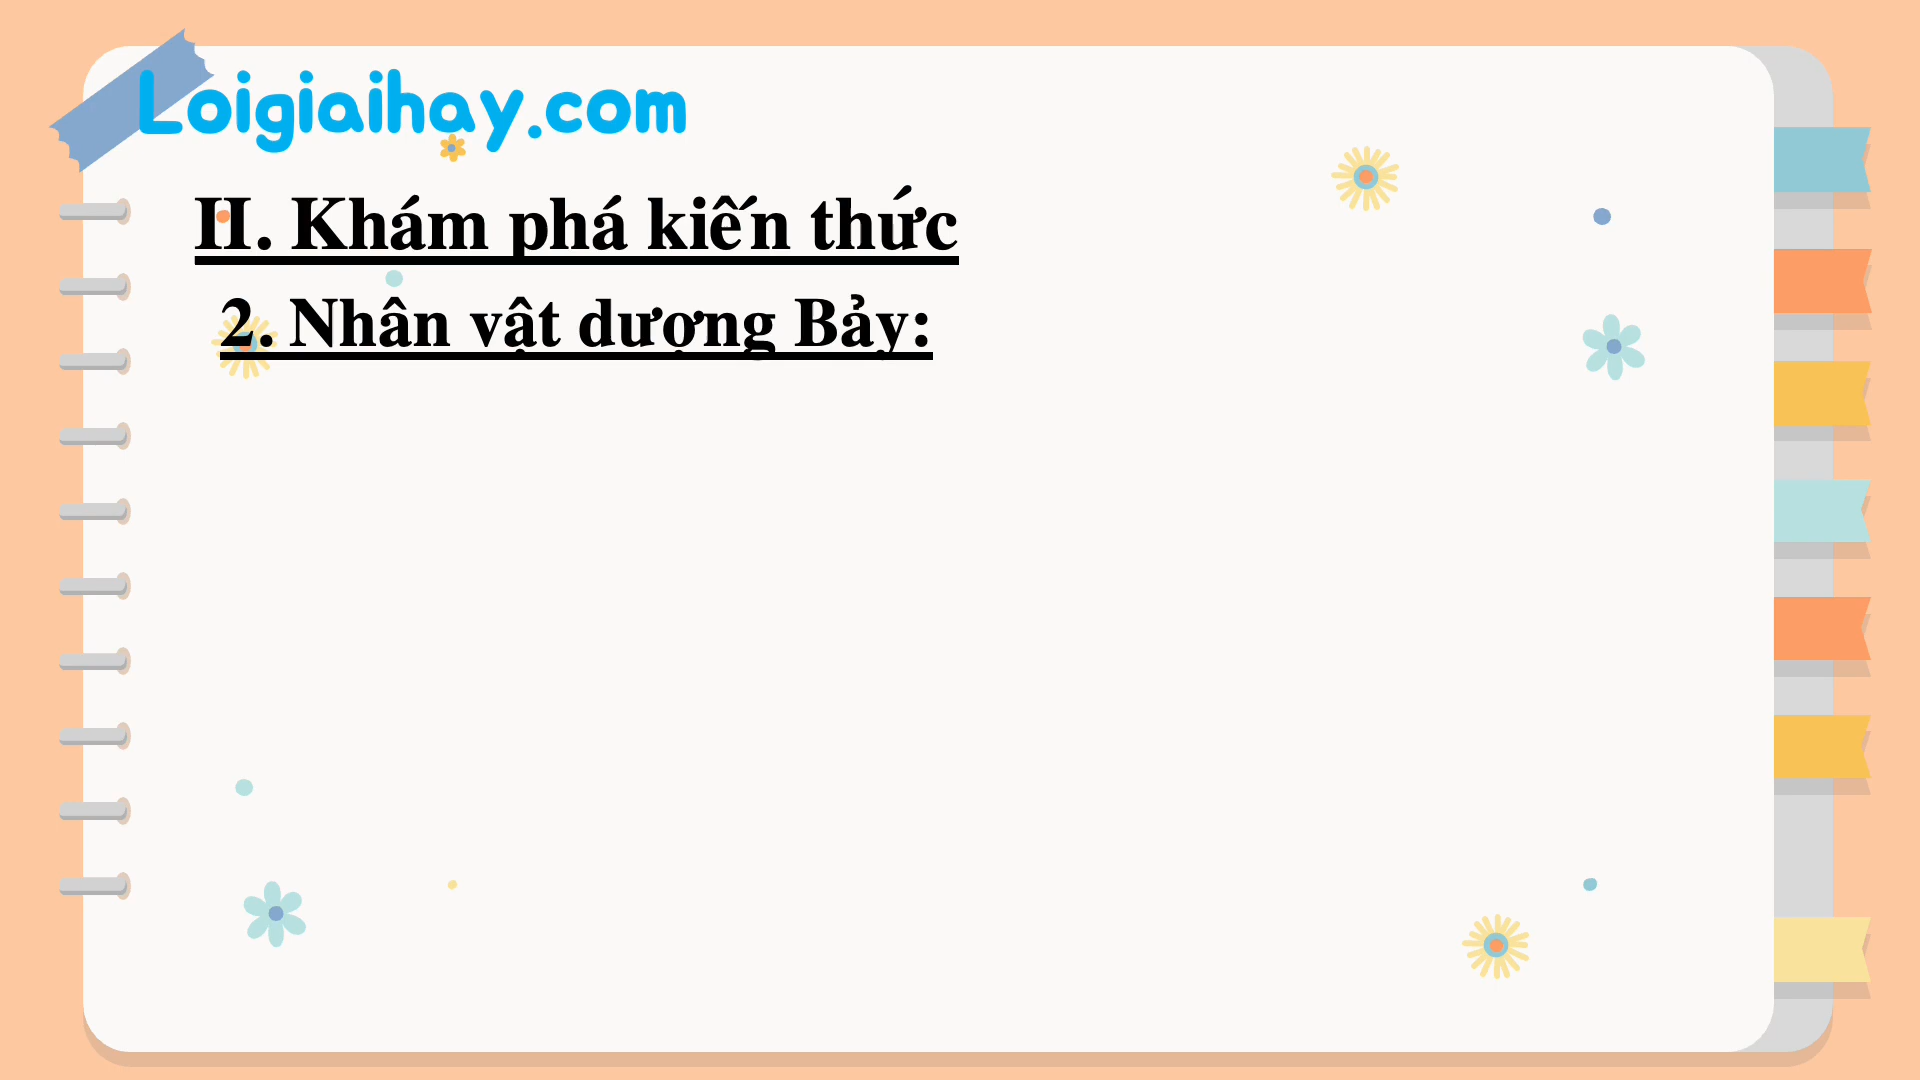 Loigiaihay.com
II. Khám phá kiến thức
2. Nhân vật dượng Bảy: